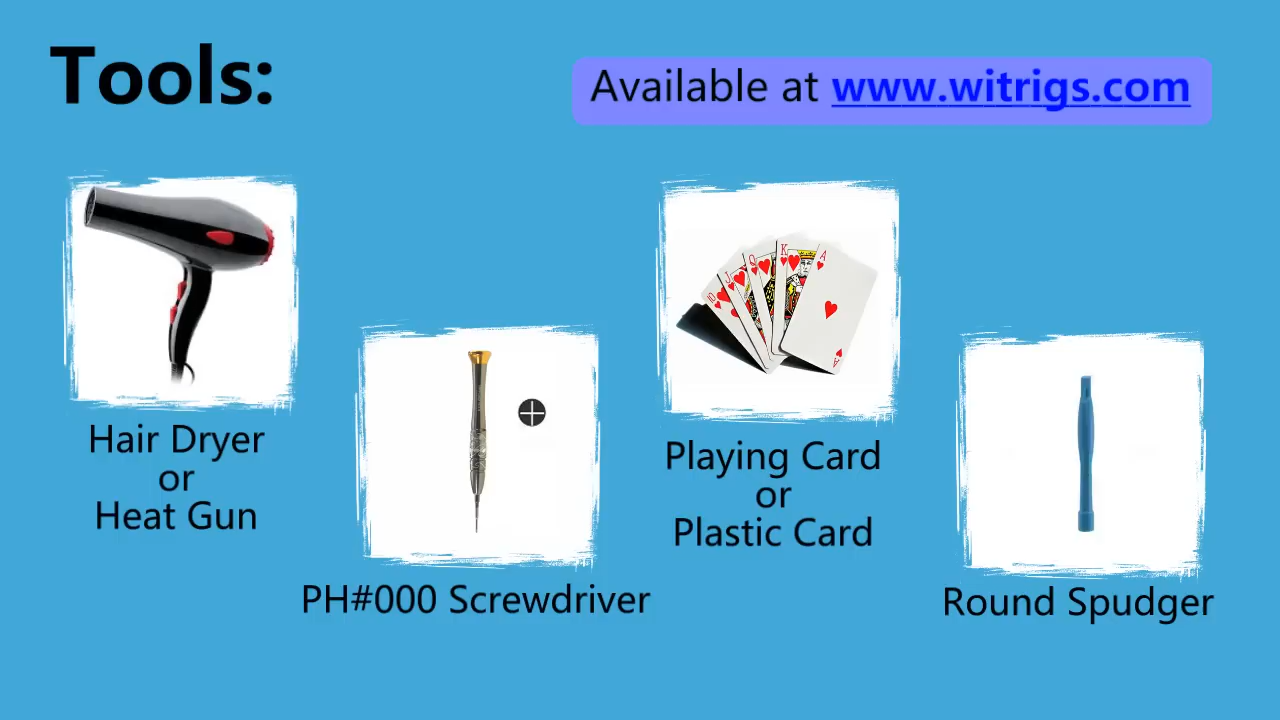 Tools:
Available at www.witrigs.com
Hair Dryer
or
Heat Gun
PH#000 Screwdriver
10
J
Q
K
A
A
Playing Card
or
Plastic Card
Round Spudger